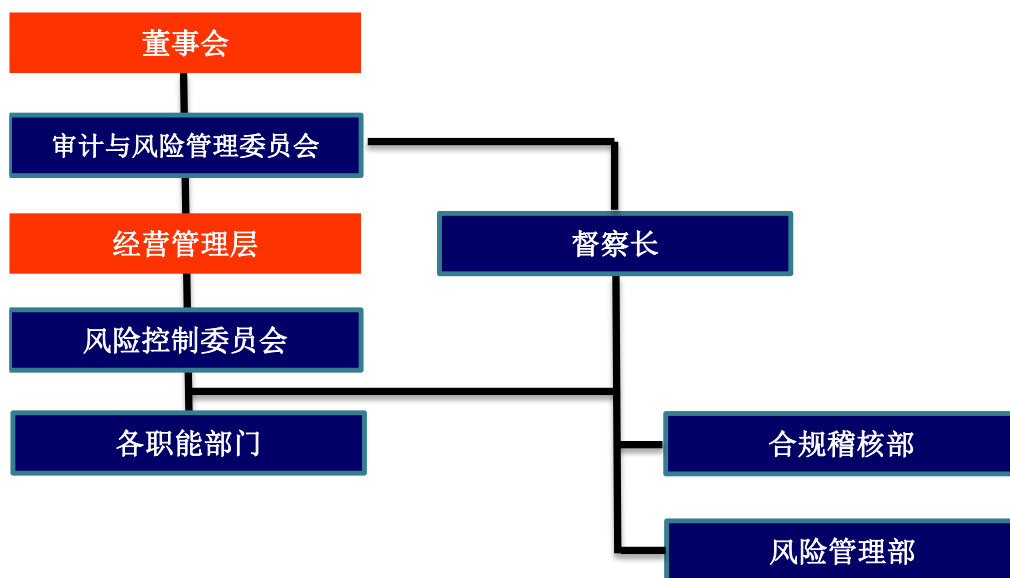 董事会
审计与风险管理委员会
经营管理层
督察长
风险控制委员会
各职能部门
合规稽核部
风险管理部